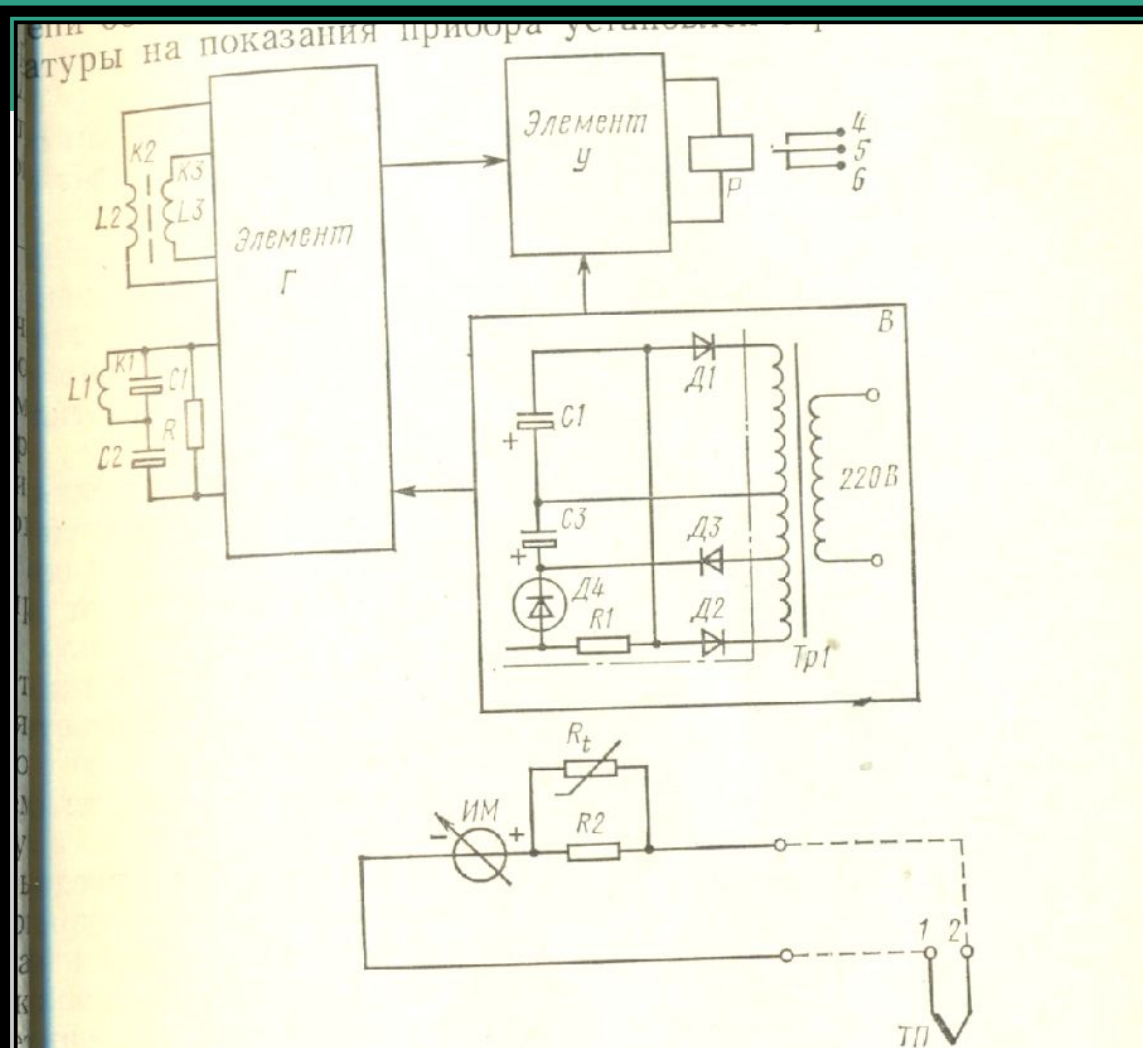 атуры на показания прибора
К2
К3
L2
L3
Элемент
Г
Элемент
У
Р
4
5
6
L1
К1
С1
R
С2
В
Д1
С1
+
220В
С3
+
Д3
Д4
R1
Д2
Тр1
Rt
ИМ
-
+
R2
1
2
ТП